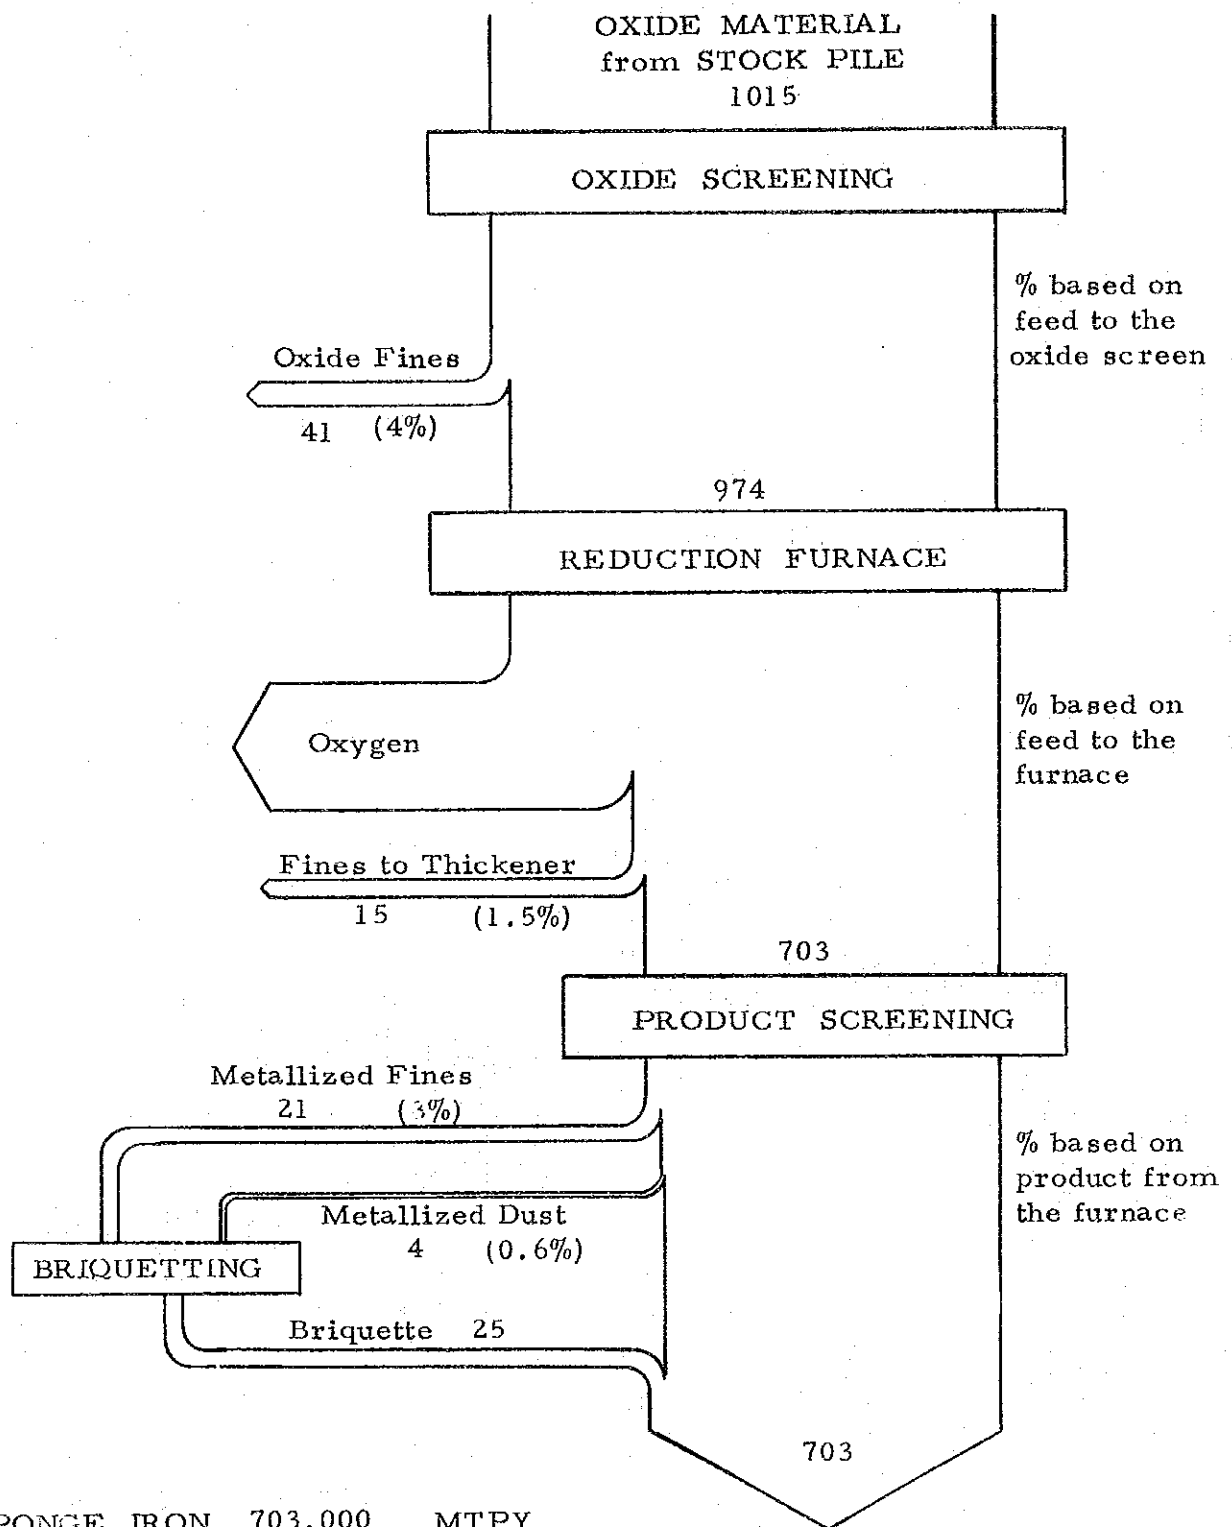 OXIDE MATERIAL
from STOCK PILE
1015
OXIDE SCREENING
% based on
feed to the
oxide screen
Oxide Fines
41 (4%)
974
REDUCTION FURNACE
% based on
feed to the
furnace
Oxygen
Fines to Thickener
15 (1.5%)
703
PRODUCT SCREENING
Metallized Fines
21 (3%)
% based on
product from
the furnace
Metallized Dust
4 (0.6%)
BRIQUETTING
Briquette 25
703
PONGE IRON 703,000 MTPY